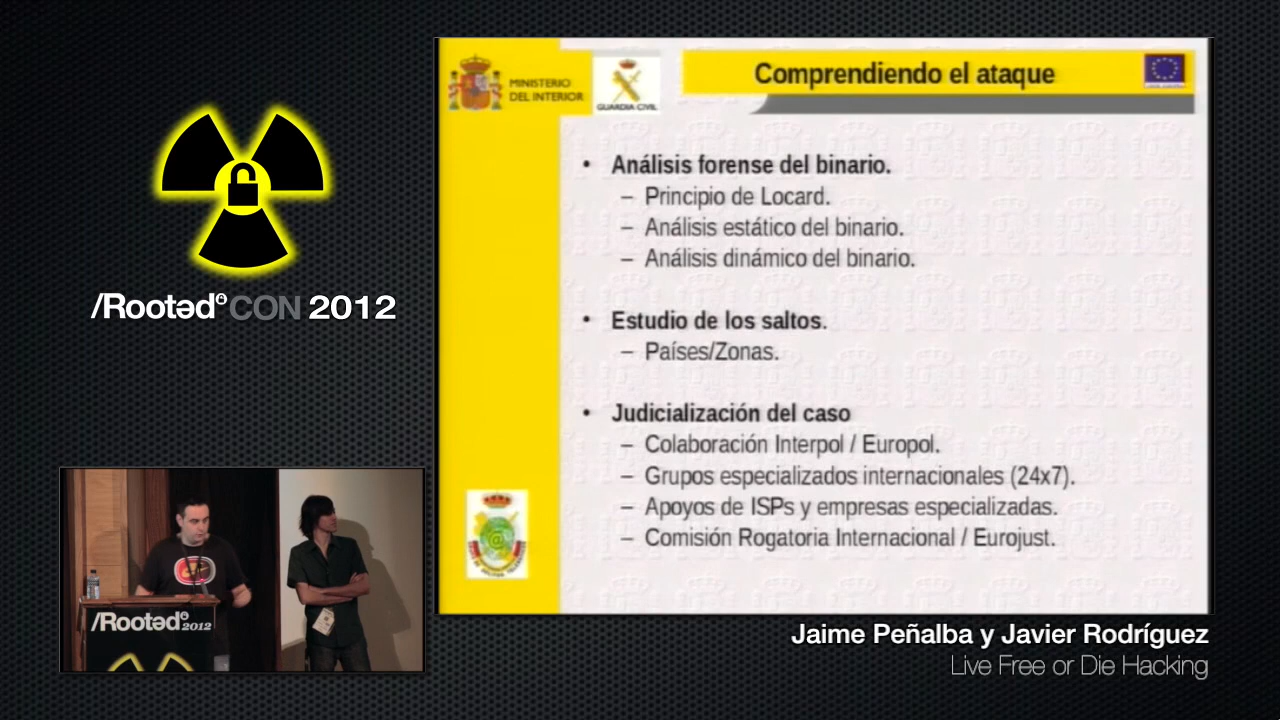 MINISTERIO
DEL INTERIOR
GUARDIA CIVIL
Comprendiendo el ataque
• Análisis forense del binario.
– Principio de Locard.
– Análisis estático del binario.
– Análisis dinámico del binario.
• Estudio de los saltos.
– Países/Zonas.
• Judicialización del caso
– Colaboración Interpol / Europol.
– Grupos especializados internacionales (24x7).
– Apoyos de ISPs y empresas especializadas.
– Comisión Rogatoria Internacional / Eurojust.
/Rootəd CON 2012
/Rootəd 2012
Jaime Peñalba y Javier Rodríguez
Live Free or Die Hacking